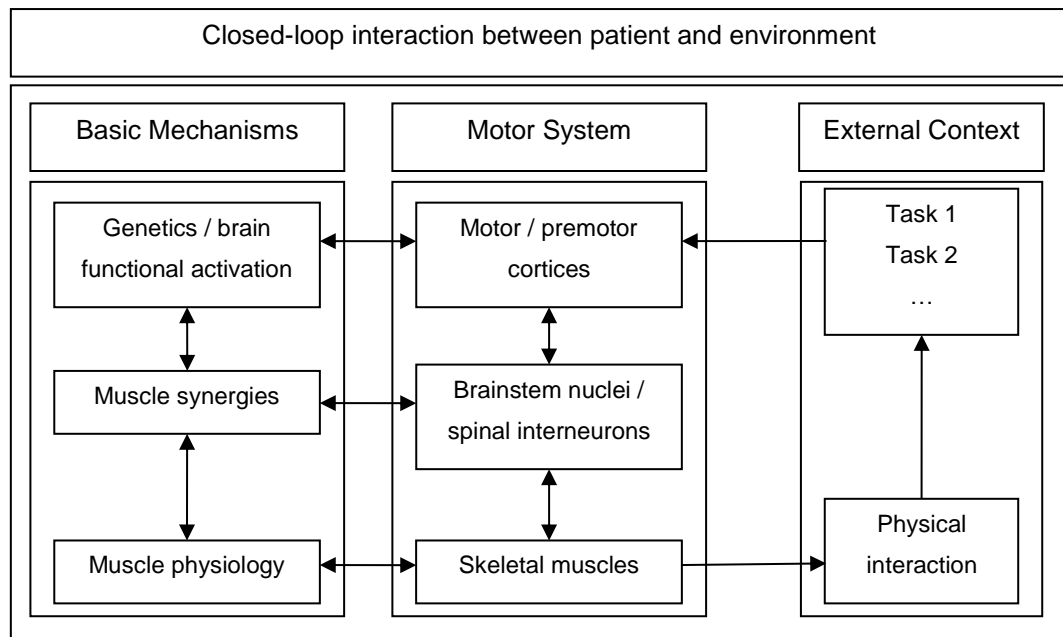 Closed-loop interaction between patient and environment
Basic Mechanisms
Motor System
External Context
Genetics / brain
functional activation
Motor / premotor
cortices
Task 1
Task 2
…
Muscle synergies
Brainstem nuclei /
spinal interneurons
Muscle physiology
Skeletal muscles
Physical
interaction